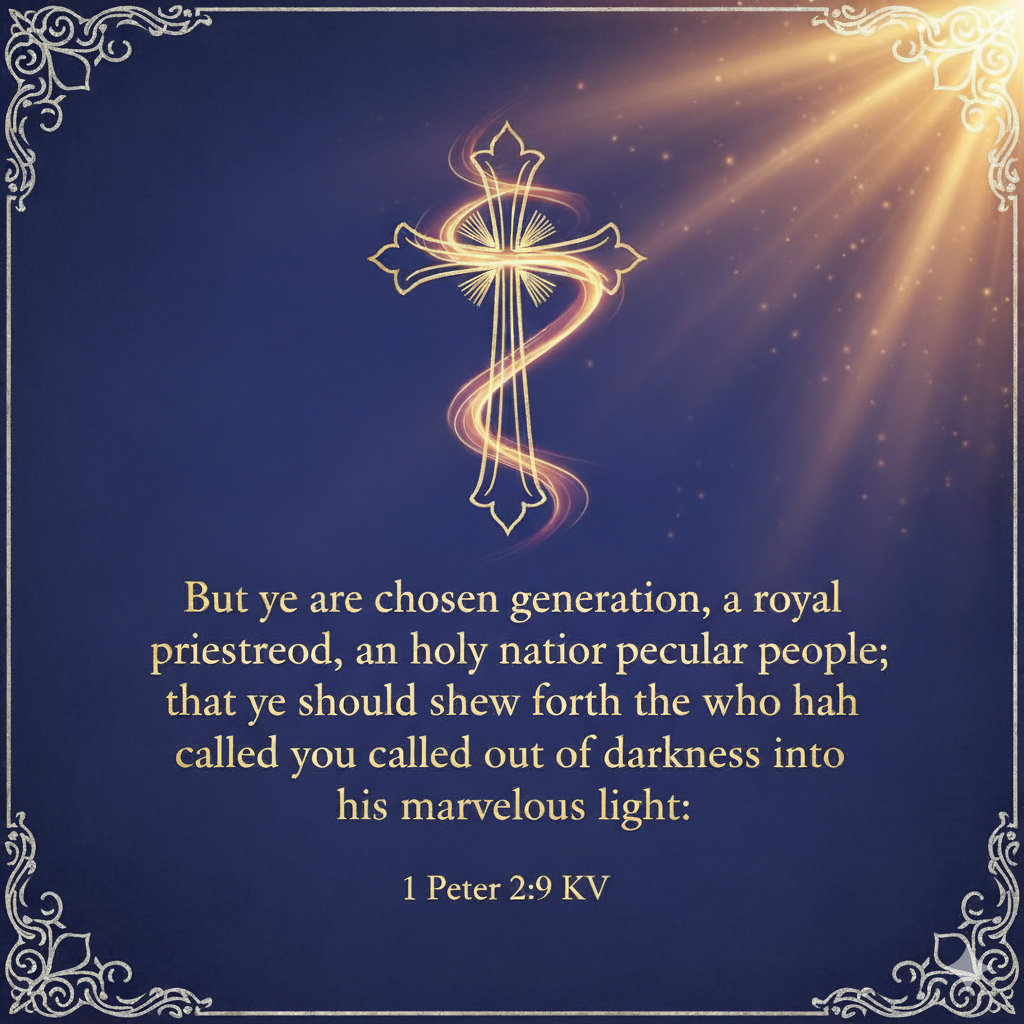 But ye are chosen generation, a royal
priestreod, an holy natior pecular people;
that ye should shew forth the who hah
called you called out of darkness into
his marvelous light:
1 Peter 2:9 KV